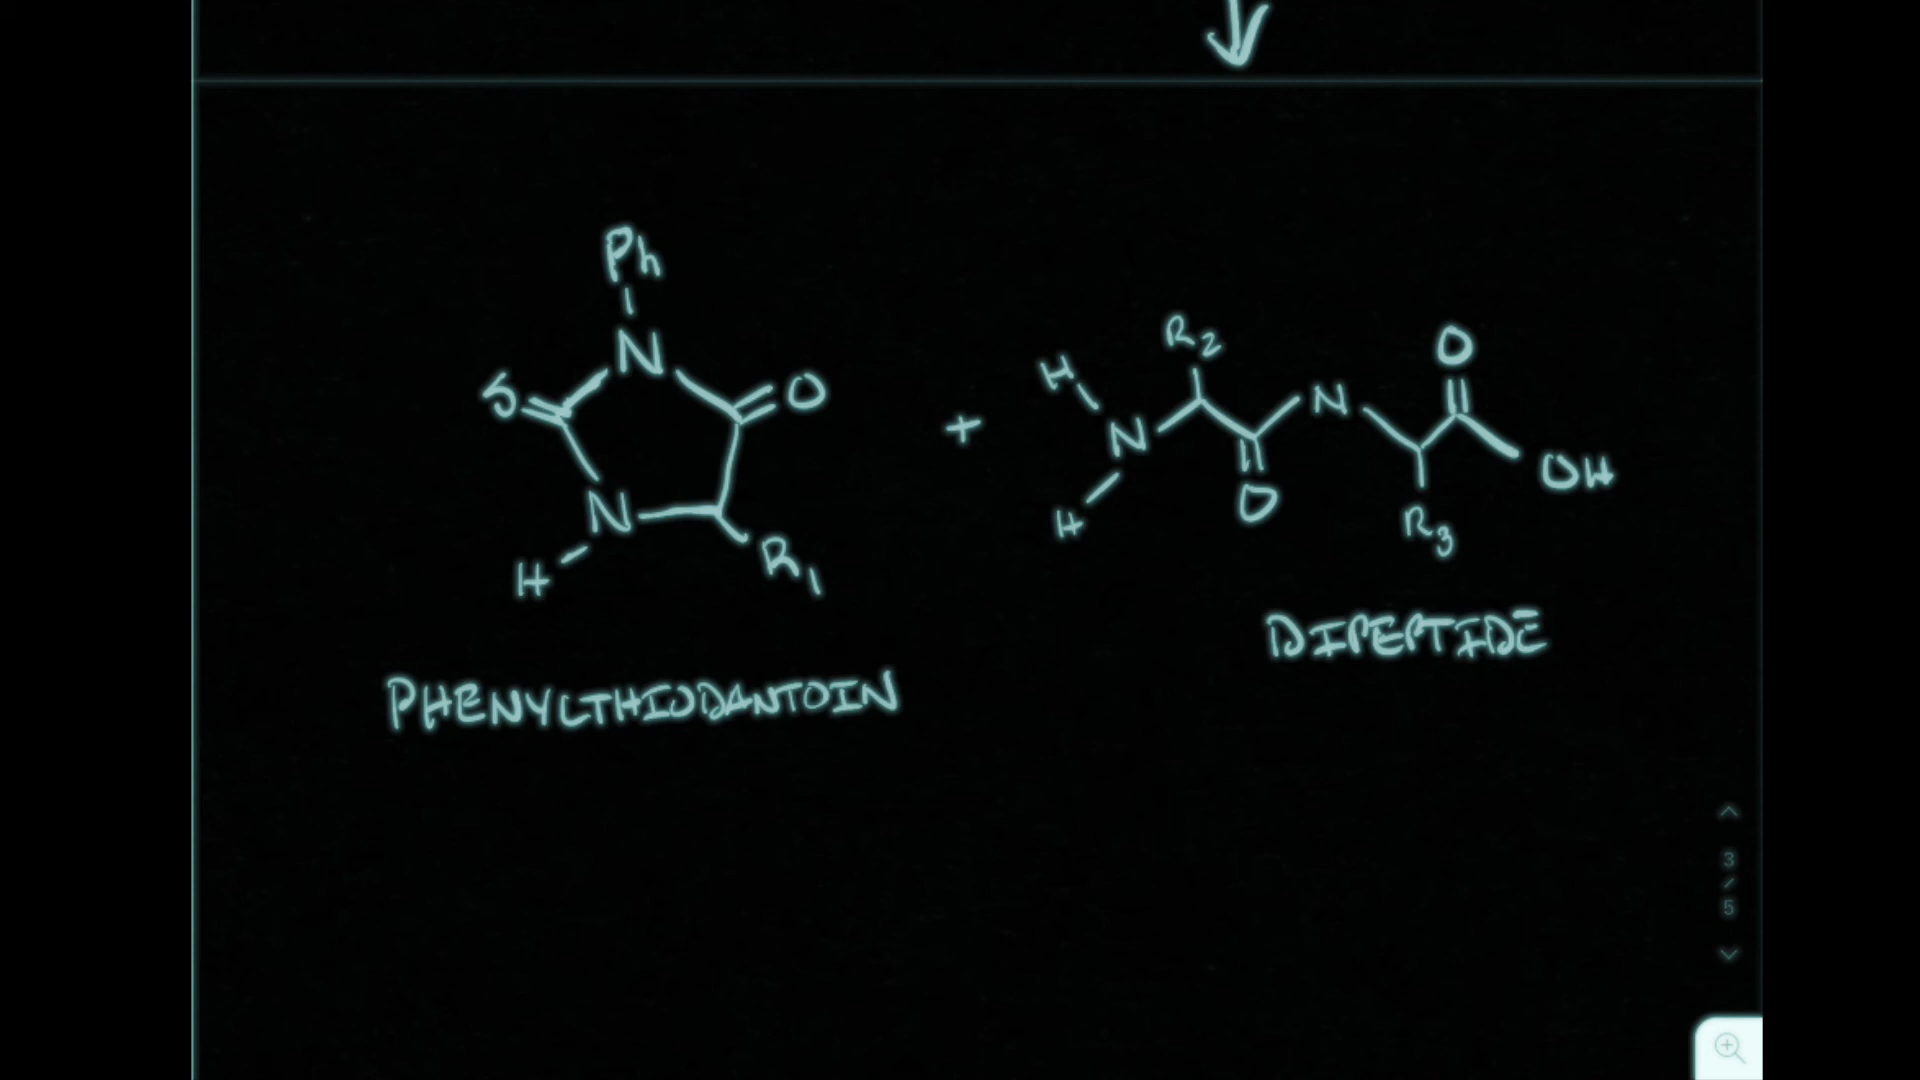 Ph
N
S
O
N
H
R1
+
R2
H
N
H
O
N
O
OH
R3
DIPEPTIDE
PHENYLTHIODANTOIN
3
/
5